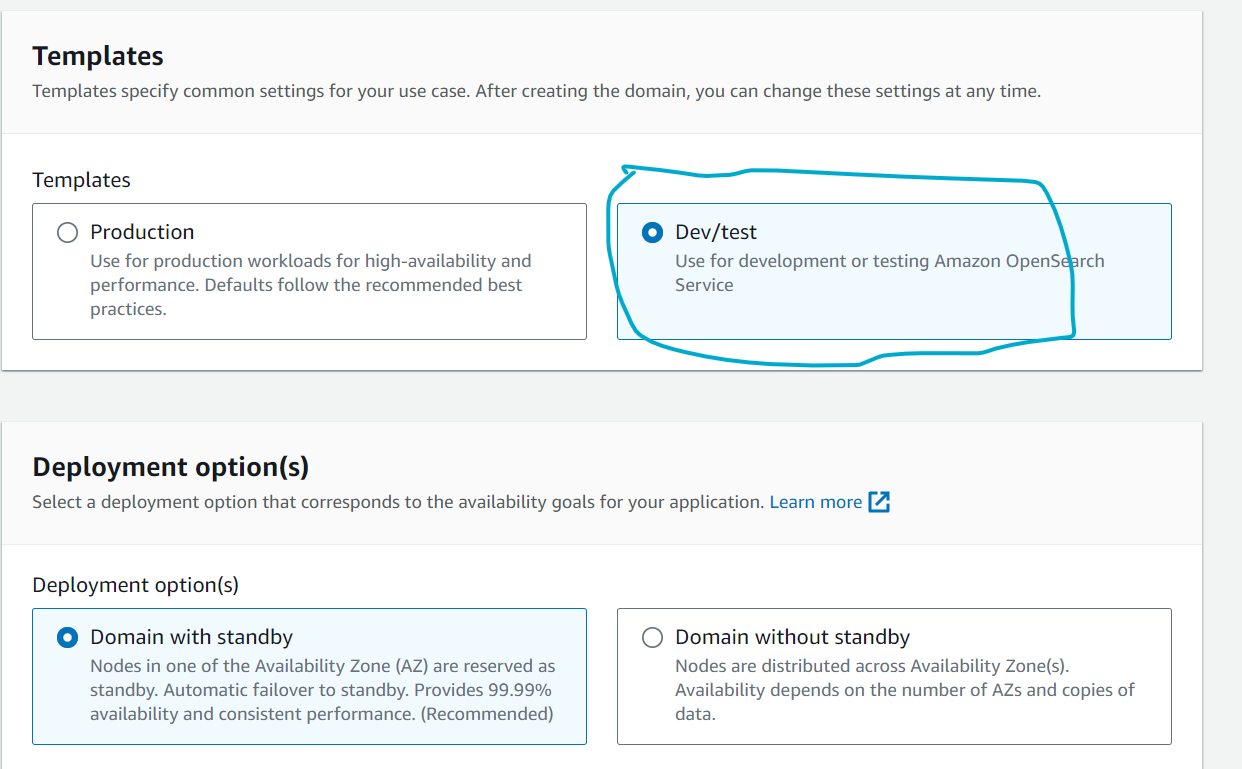 Templates
Templates specify common settings for your use case. After creating the domain, you can change these settings at any time.
Templates
Production
Use for production workloads for high-availability and
performance. Defaults follow the recommended best
practices.
Dev/test
Use for development or testing Amazon OpenSearch
Service
Deployment option(s)
Select a deployment option that corresponds to the availability goals for your application. Learn more
Deployment option(s)
Domain with standby
Nodes in one of the Availability Zone (AZ) are reserved as
standby. Automatic failover to standby. Provides 99.99%
availability and consistent performance. (Recommended)
Domain without standby
Nodes are distributed across Availability Zone(s).
Availability depends on the number of AZs and copies of
data.